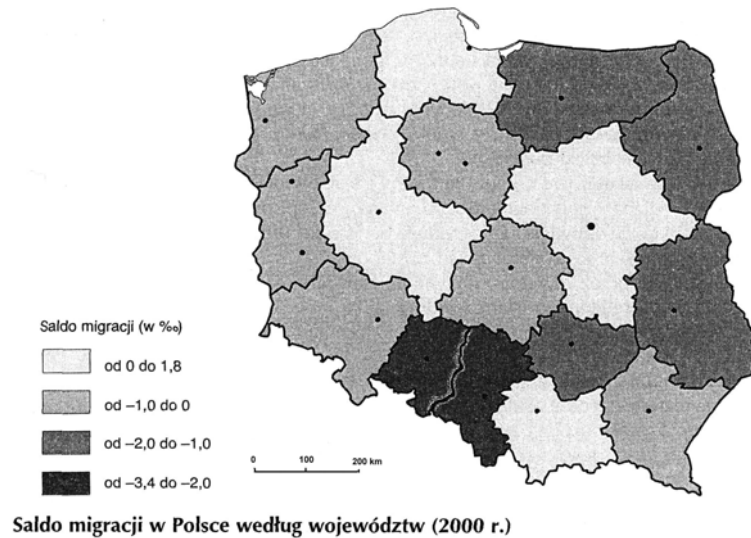 Saldo migracji (w ‰)
od 0 do 1,8
od –1,0 do 0
od –2,0 do –1,0
od –3,4 do –2,0
0 100 200 km
Saldo migracji w Polsce według województw (2000 r.)